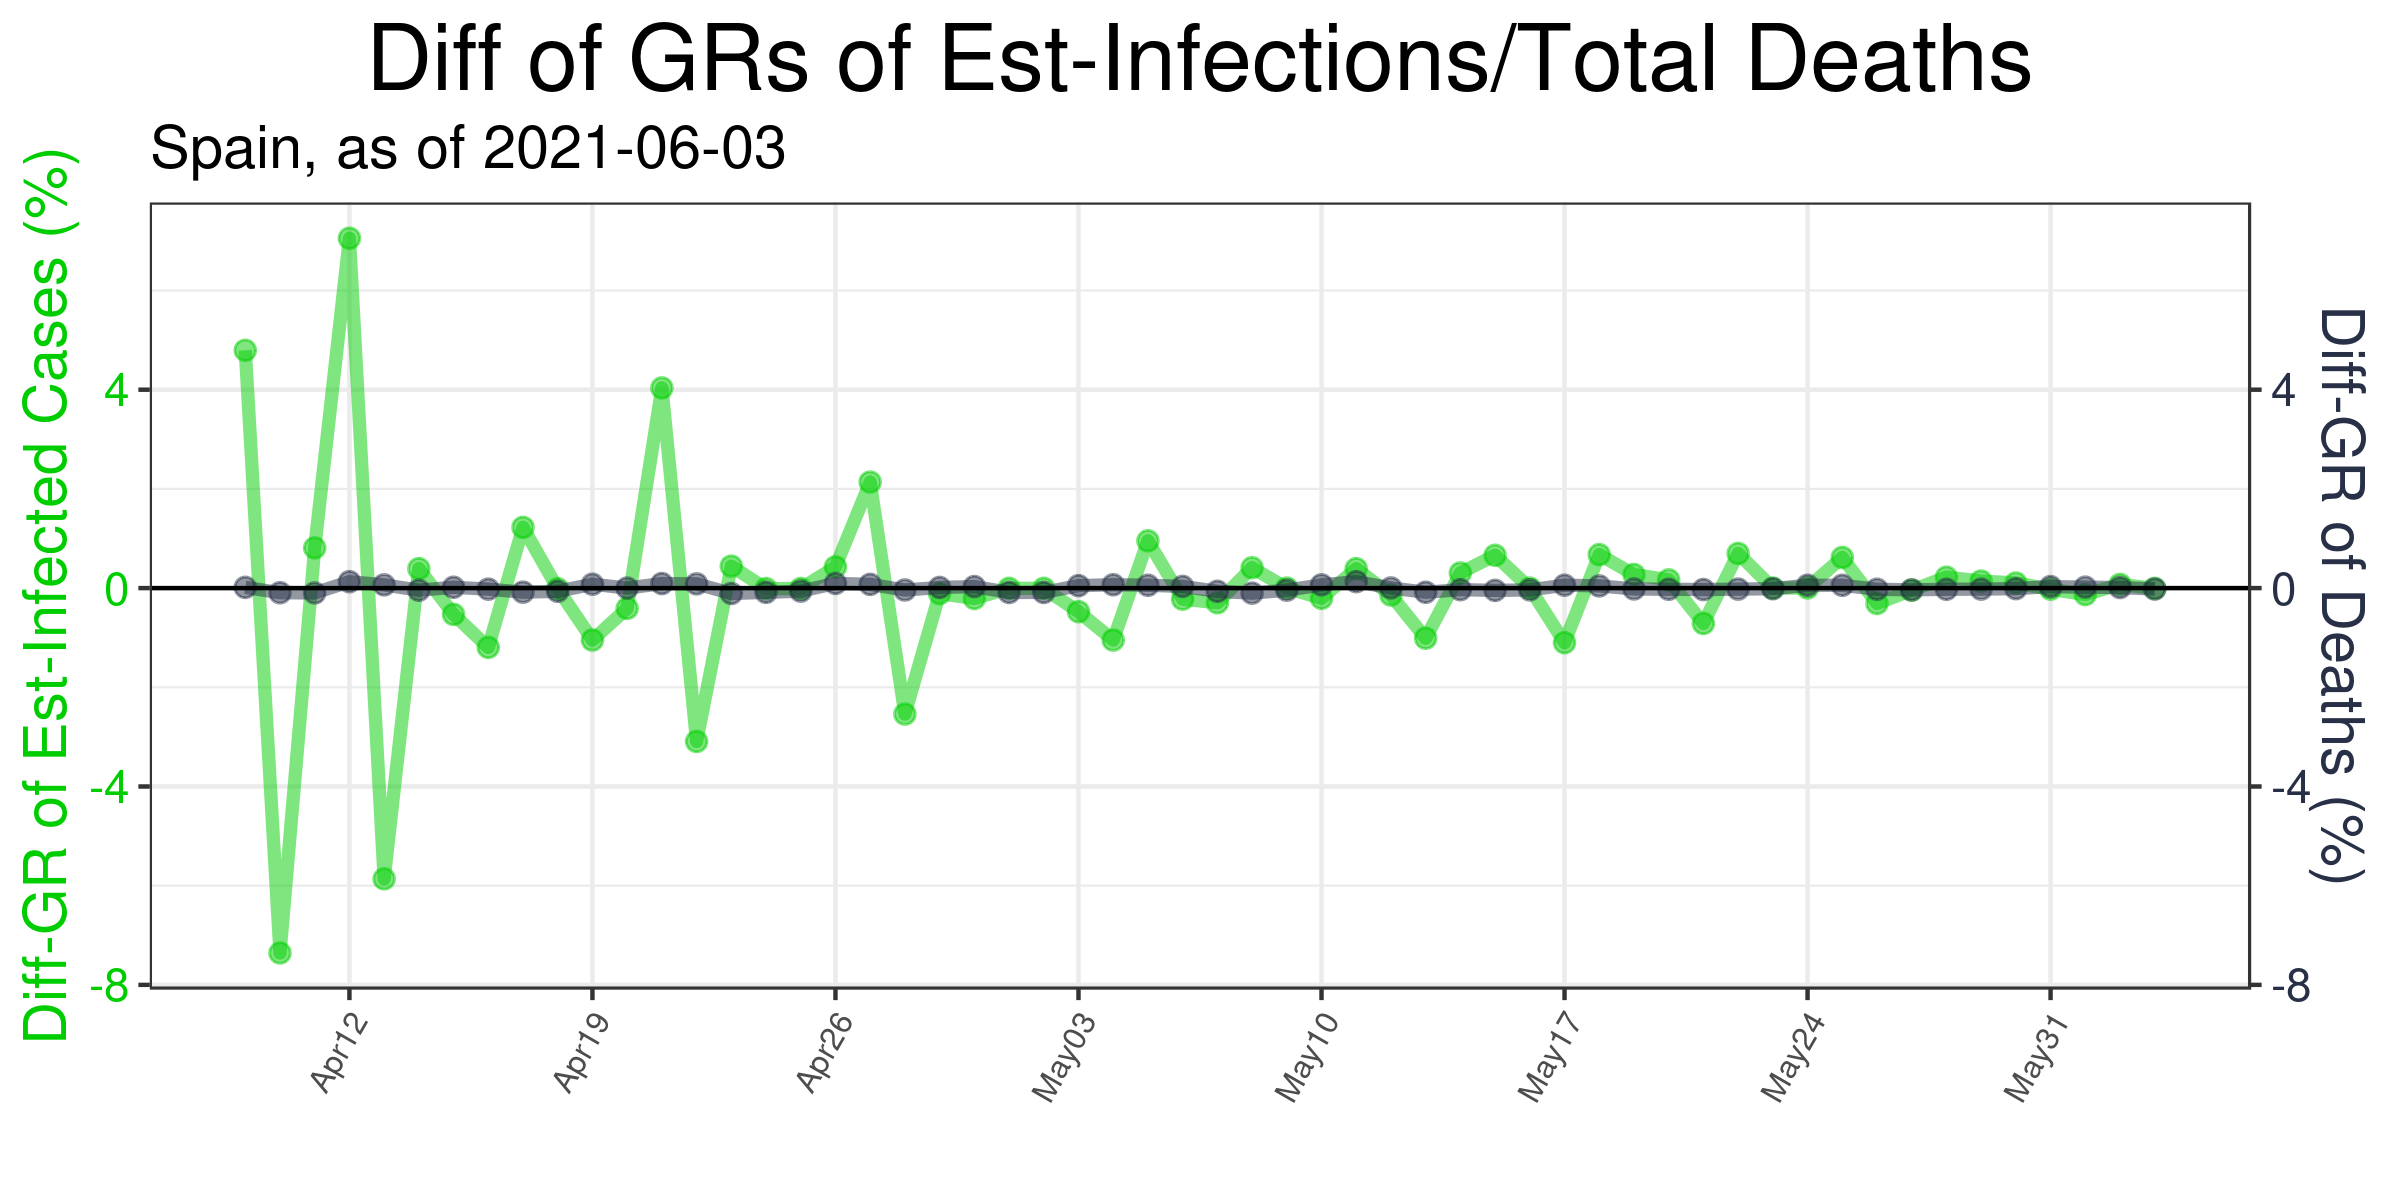 Diff of GRs of Est-Infections/Total Deaths
Spain, as of 2021-06-03
Diff-GR of Est-Infected Cases (%)
4
0
-4
-8
4
0
-4
-8
Diff-GR of Deaths (%)
Apr12
Apr19
Apr26
May03
May10
May17
May24
May31